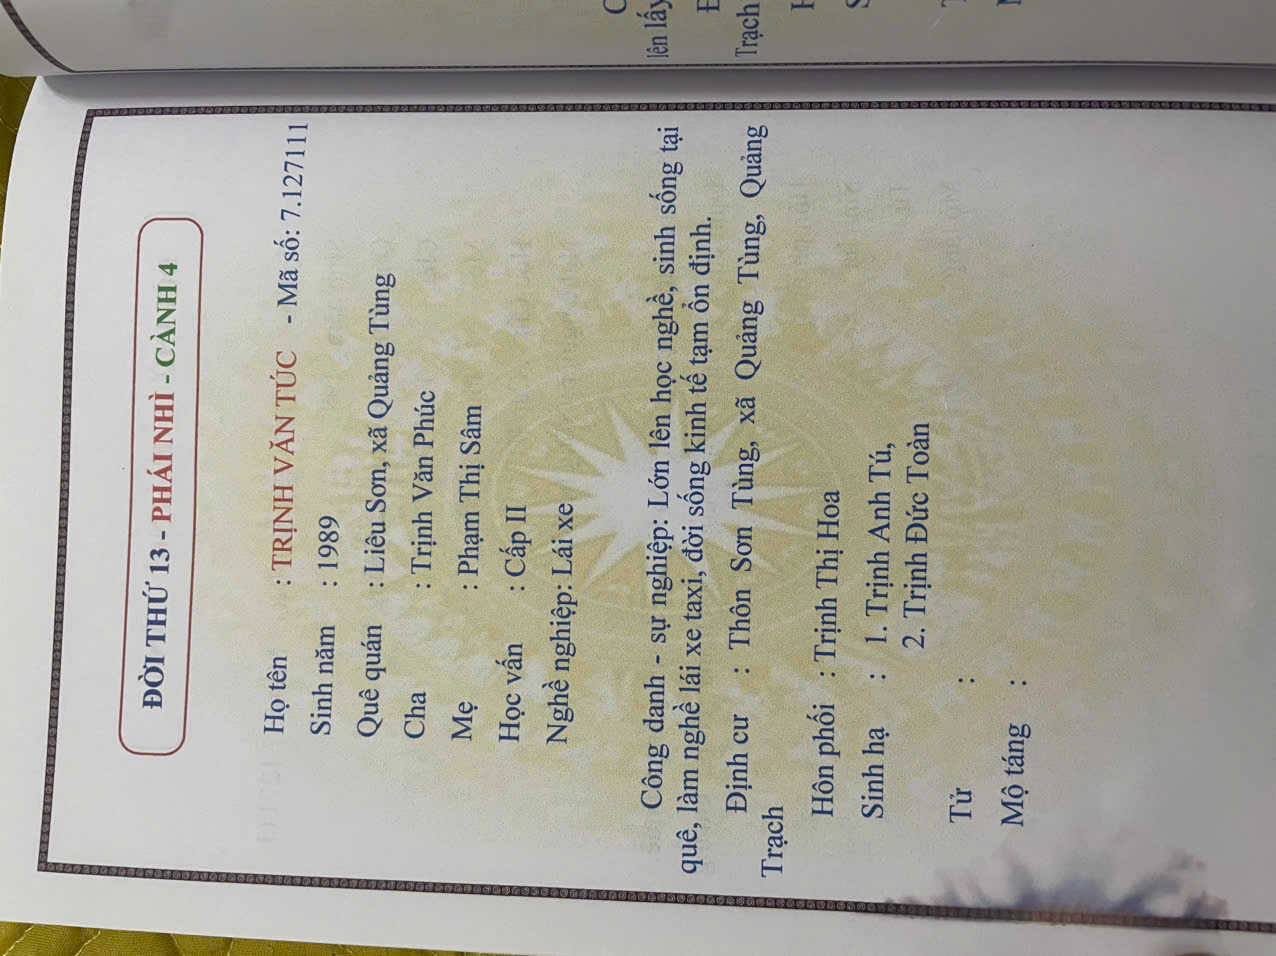 ĐỜI THỨ 13 - PHÁI NHÌ - CÀNH 4
Họ tên : TRỊNH VĂN TÚC - Mã số: 7.127111
Sinh năm : 1989
Quê quán : Liêu Sơn, xã Quảng Tùng
Cha : Trịnh Văn Phúc
Mẹ : Phạm Thị Sâm
Học vấn : Cấp II
Nghề nghiệp: Lái xe
Công danh - sự nghiệp: Lớn lên học nghề, sinh sống tại
quê, làm nghề lái xe taxi, đời sống kinh tế tạm ổn định.
Định cư : Thôn Sơn Tùng, xã Quảng Tùng, Quảng
Trạch
Hôn phối : Trịnh Thị Hoa
Sinh hạ : 1. Trịnh Anh Tú,
2. Trịnh Đức Toàn
Tử :
Mộ táng :
lên lấy
Trạch